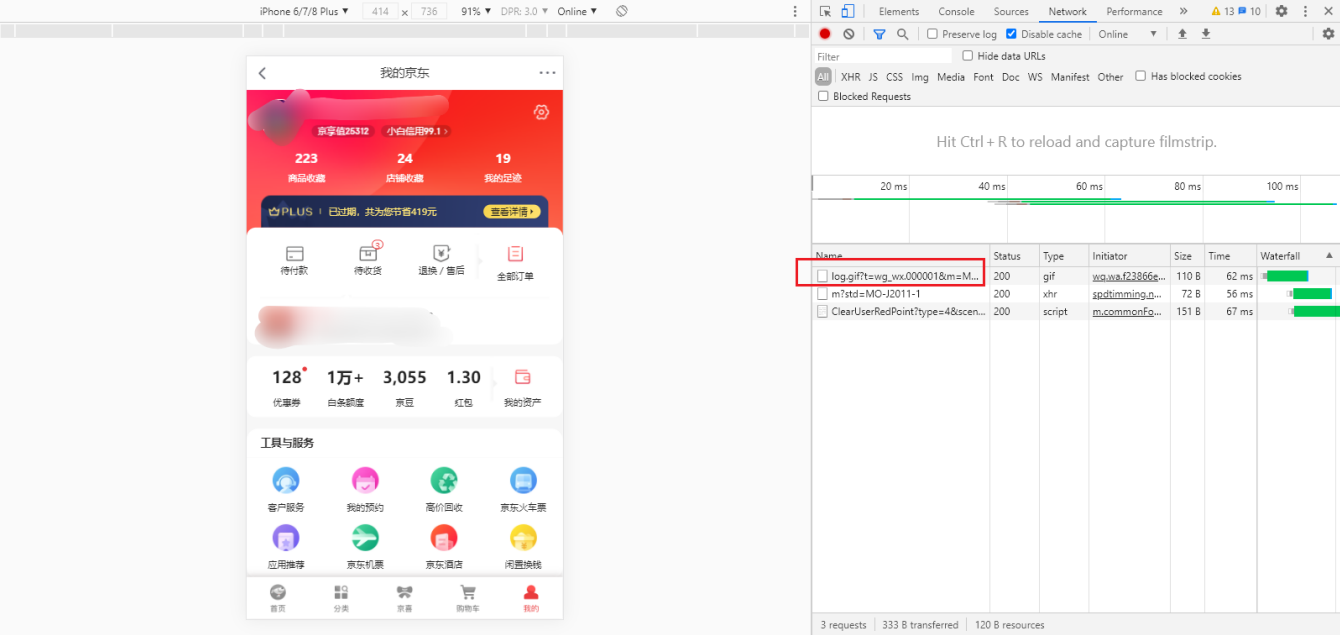 iPhone 6/7/8 Plus ▼ 414 × 736 91% ▼ DPR: 3.0 ▼ Online ▼
我的京东
京享值25312 小白信用99.1 >
223 24 19
商品收藏 店铺收藏 我的足迹
PLUS 已过期，共为您节省419元 查看详情
3
待付款 待收货 退换 / 售后 全部订单
128 1万+ 3,055 1.30
优惠券 白条额度 京豆 红包 我的资产
工具与服务
客户服务 我的预约 高价回收 京东火车票
应用推荐 京东机票 京东酒店 闲置换钱
首页 分类 京喜 购物车 我的
Elements Console Sources Network Performance » 13 10
Preserve log Disable cache Online ▼
Filter Hide data URLs
All XHR JS CSS Img Media Font Doc WS Manifest Other Has blocked cookies
Blocked Requests
Hit Ctrl + R to reload and capture filmstrip.
20 ms 40 ms 60 ms 80 ms 100 ms
Name Status Type Initiator Size Time Waterfall ▲
log.gif?t=wg_wx.000001&m=M... 200 gif wq.wa.f23866e... 110 B 62 ms
m?std=MO-J2011-1 200 xhr spdtimming.n... 72 B 56 ms
ClearUserRedPoint?type=4&scen... 200 script m.commonFo... 151 B 67 ms
3 requests 333 B transferred 120 B resources